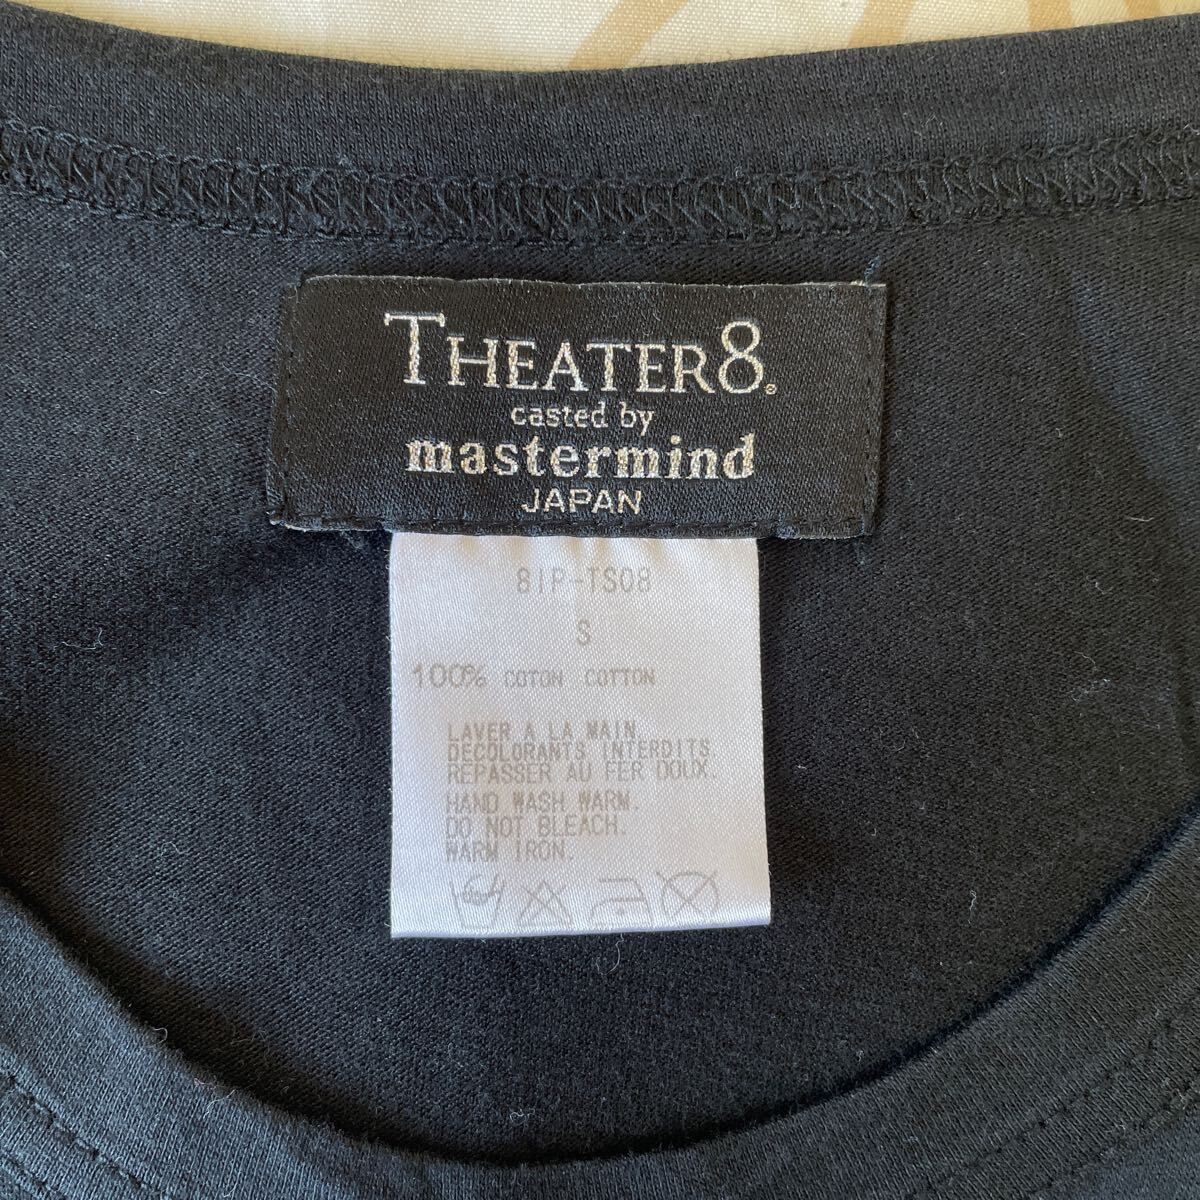 THEATER8®
casted by
mastermind
JAPAN
8IP-TS08
S
100% COTON COTTON
LAVER A LA MAIN.
DECOLORANTS INTERDITS
REPASSER AU FER DOUX.
HAND WASH WARM.
DO NOT BLEACH.
WARM IRON.